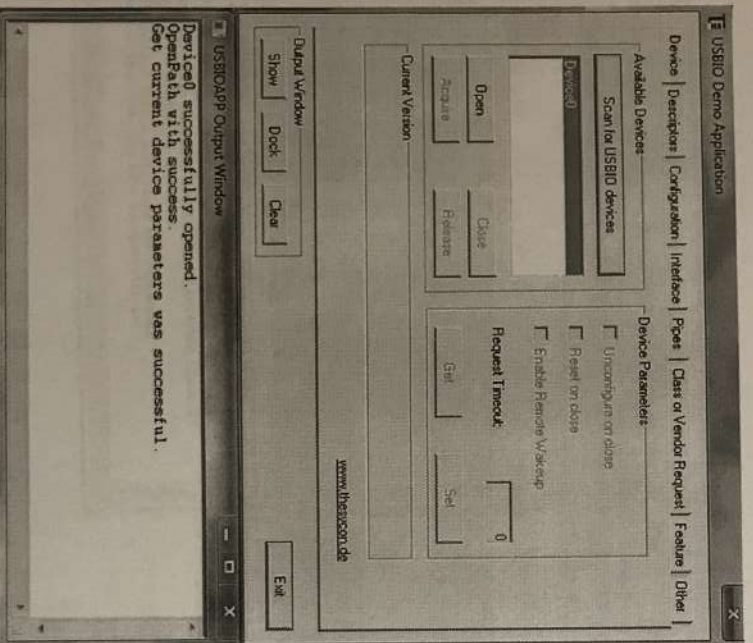 USBIO Demo Application
Device Descriptors Configuration Interface Pipes Class or Vendor Request Feature Other
Available Devices
Scan for USBIO devices
Device0
Open Close
Acquire Release
Device Parameters
Unconfigure on close
Reset on close
Enable Remote Wakeup
Request Timeout: 0
Get Set
Current Version
www.thesycon.de
Output Window
Show Dock Clear
Exit
USBIOAPP Output Window
Device0 successfully opened.
OpenPath with success.
Get current device parameters was successful.